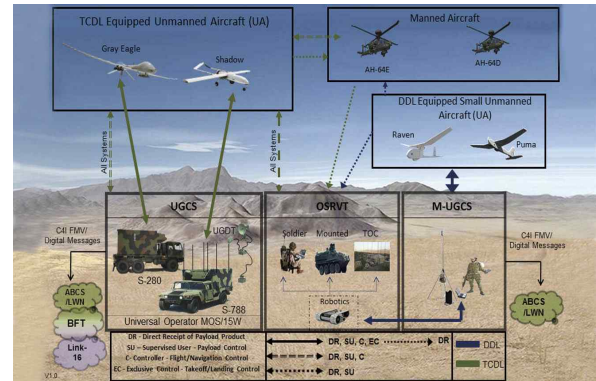 TCDL Equipped Unmanned Aircraft (UA)
Gray Eagle
Shadow
Manned Aircraft
AH-64E
AH-64D
DDL Equipped Small Unmanned
Aircraft (UA)
Raven
Puma
All Systems
All Systems
UGCS
UGDT
S-280
S-788
Universal Operator MOS/15W
OSRVT
Soldier
Mounted
TOC
Robotics
M-UGCS
C4I FMV/
Digital Messages
ABCS
/LWN
BFT
Link-
16
C4I FMV/
Digital Messages
ABCS
/LWN
V1.0
DR - Direct Receipt of Payload Product
SU – Supervised User - Payload Control
C- Controller - Flight/Navigation Control
EC - Exclusive Control - Takeoff/Landing Control
DR, SU, C, EC
DR, SU, C
DR, SU
DR
DDL
TCDL